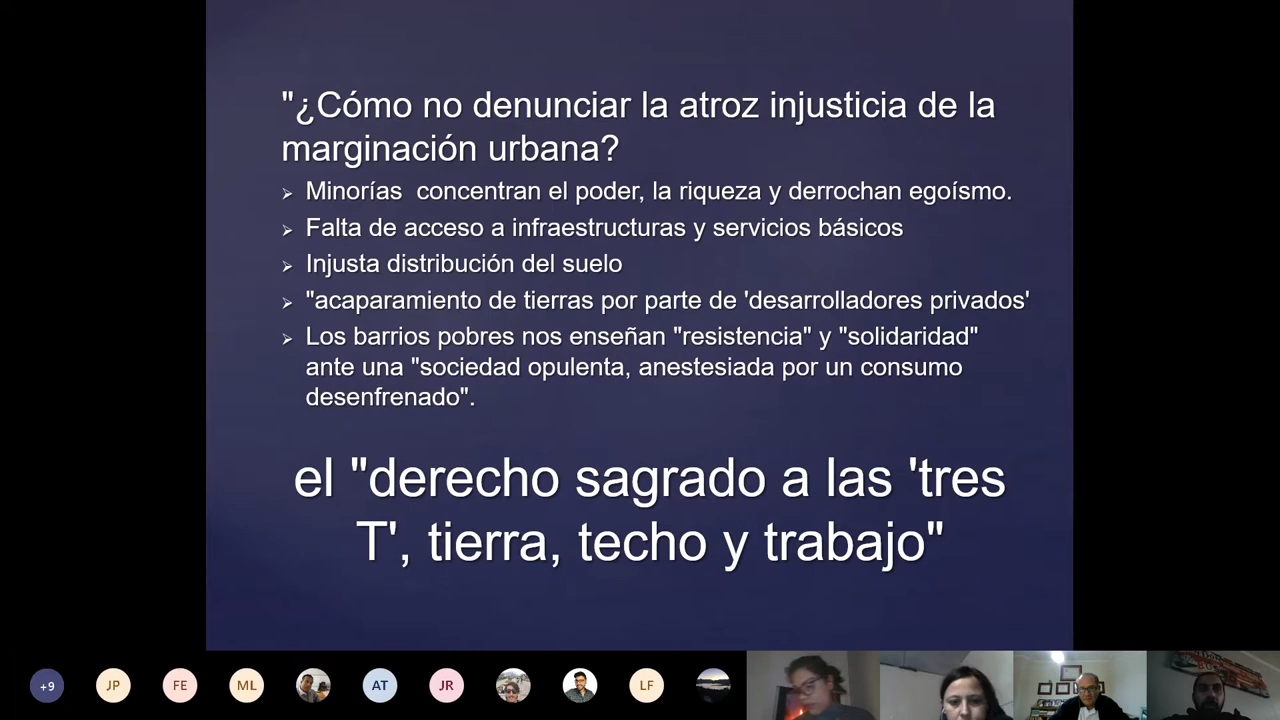 "¿Cómo no denunciar la atroz injusticia de la
marginación urbana?
Minorías concentran el poder, la riqueza y derrochan egoísmo.
Falta de acceso a infraestructuras y servicios básicos
Injusta distribución del suelo
"acaparamiento de tierras por parte de 'desarrolladores privados'
Los barrios pobres nos enseñan "resistencia" y "solidaridad"
ante una "sociedad opulenta, anestesiada por un consumo
desenfrenado".
el "derecho sagrado a las 'tres
T', tierra, techo y trabajo"
+9 JP FE ML AT JR LF